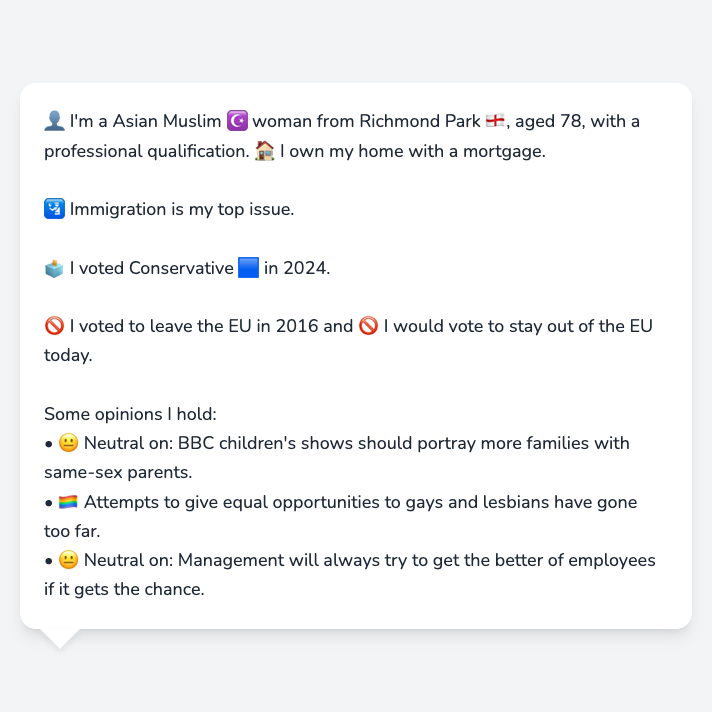 👤 I'm a Asian Muslim ☪️ woman from Richmond Park 🏴󠁧󠁢󠁥󠁮󠁧󠁿, aged 78, with a
professional qualification. 🏠 I own my home with a mortgage.
🛂 Immigration is my top issue.
🗳️ I voted Conservative 🟦 in 2024.
🚫 I voted to leave the EU in 2016 and 🚫 I would vote to stay out of the EU
today.
Some opinions I hold:
• 😐 Neutral on: BBC children's shows should portray more families with
same-sex parents.
• 🏳️‍🌈 Attempts to give equal opportunities to gays and lesbians have gone
too far.
• 😐 Neutral on: Management will always try to get the better of employees
if it gets the chance.